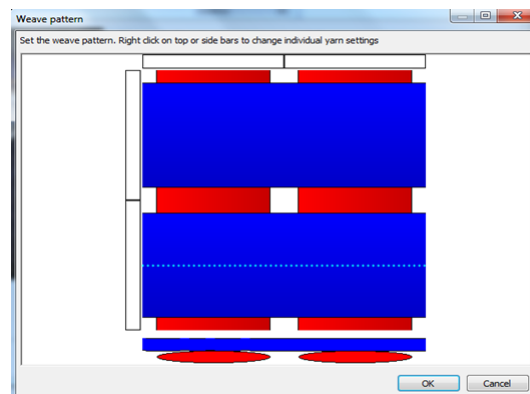 Weave pattern
Set the weave pattern. Right click on top or side bars to change individual yarn settings
OK
Cancel